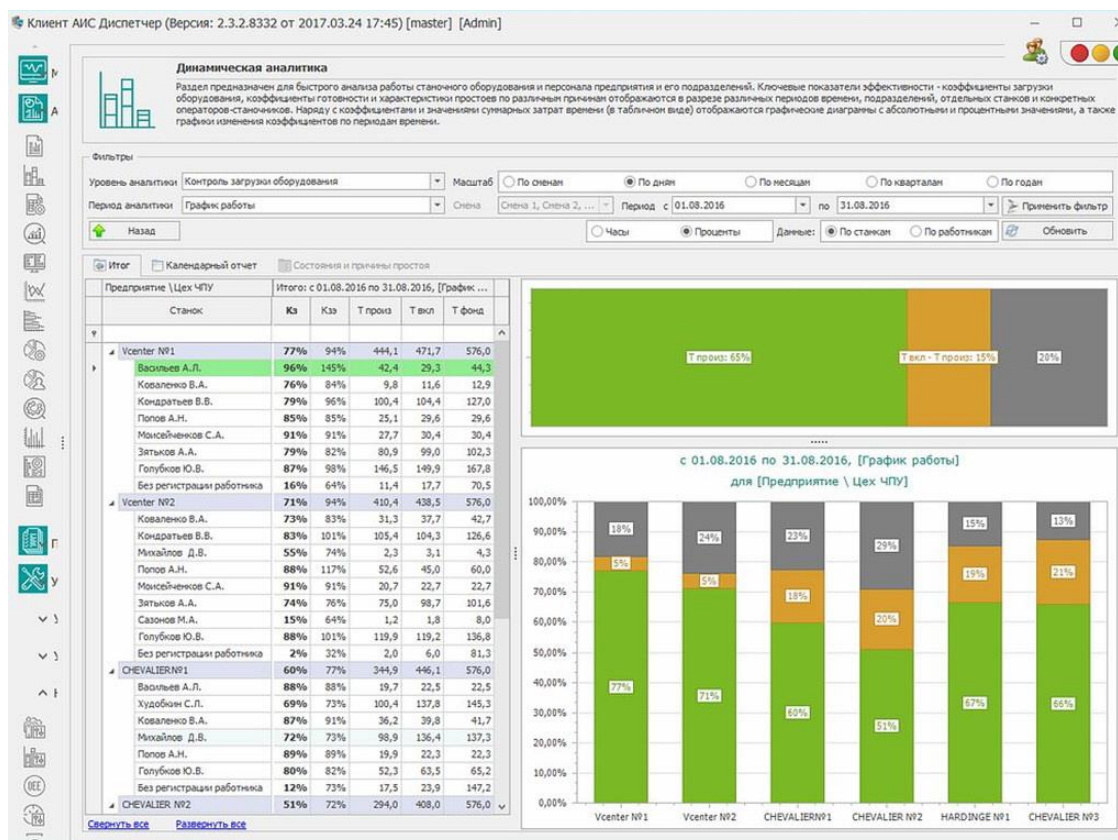 Клиент АИС Диспетчер (Версия: 2.3.2.8332 от 2017.03.24 17:45) [master] [Admin]
Динамическая аналитика
Раздел предназначен для быстрого анализа работы станочного оборудования и персонала предприятия и его подразделений. Ключевые показатели эффективности - коэффициенты загрузки
оборудования, коэффициенты готовности и характеристики простоев по различным причинам отображаются в разрезе различных периодов времени, подразделений, отдельных станков и конкретных
операторов-станочников. Наряду с коэффициентами и значениями суммарных затрат времени (в табличном виде) отображаются графические диаграммы с абсолютными и процентными значениями, а также
графики изменения коэффициентов по периодам времени.
Фильтры
Уровень аналитики Контроль загрузки оборудования Масштаб По сменам По дням По месяцам По кварталам По годам
Период аналитики График работы Смена Смена 1, Смена 2, ... Период с 01.08.2016 по 31.08.2016 Применить фильтр
Назад Часы Проценты Данные: По станкам По работникам Обновить
Итог Календарный отчет Состояния и причины простоя
Предприятие \ Цех ЧПУ Итого: с 01.08.2016 по 31.08.2016, [График ...
Станок Кз Кзэ Т произ Т вкл Т фонд
Vcenter №1 77% 94% 444,1 471,7 576,0
Васильев А.Л. 96% 145% 42,4 29,3 44,3
Коваленко В.А. 76% 84% 9,8 11,6 12,9
Кондратьев В.В. 79% 96% 100,4 104,4 127,0
Попов А.Н. 85% 85% 25,1 29,6 29,6
Моисейченков С.А. 91% 91% 27,7 30,4 30,4
Зятьков А.А. 79% 82% 80,9 99,0 102,3
Голубков Ю.В. 87% 98% 146,5 149,9 167,8
Без регистрации работника 16% 64% 11,4 17,7 70,5
Vcenter №2 71% 94% 410,4 438,5 576,0
Коваленко В.А. 73% 83% 31,3 37,7 42,7
Кондратьев В.В. 83% 101% 105,4 104,3 126,6
Михайлов Д.В. 55% 74% 2,3 3,1 4,3
Попов А.Н. 88% 117% 52,6 45,0 60,0
Моисейченков С.А. 91% 91% 20,7 22,7 22,7
Зятьков А.А. 74% 76% 75,0 98,7 101,6
Сазонов М.А. 15% 64% 1,2 1,8 8,0
Голубков Ю.В. 88% 101% 119,9 119,2 136,8
Без регистрации работника 2% 32% 2,0 6,0 81,3
CHEVALIER№1 60% 77% 344,9 446,1 576,0
Васильев А.Л. 88% 88% 19,7 22,5 22,5
Худобкин С.Л. 69% 73% 100,4 137,8 145,3
Коваленко В.А. 87% 91% 36,2 39,8 41,7
Михайлов Д.В. 72% 73% 98,9 136,4 137,3
Попов А.Н. 89% 89% 19,9 22,3 22,3
Голубков Ю.В. 80% 82% 52,3 63,5 65,2
Без регистрации работника 12% 73% 17,5 23,9 147,2
CHEVALIER №2 51% 72% 294,0 408,0 576,0
Свернуть все Развернуть все
Т произ: 65% Т вкл - Т произ: 15% 20%
с 01.08.2016 по 31.08.2016, [График работы]
для [Предприятие \ Цех ЧПУ]
100,00%
90,00%
80,00%
70,00%
60,00%
50,00%
40,00%
30,00%
20,00%
10,00%
0,00%
18% 24% 23% 29% 15% 13%
5% 5% 18% 20% 19% 21%
77% 71% 60% 51% 67% 66%
Vcenter №1 Vcenter №2 CHEVALIER№1 CHEVALIER №2 HARDINGE №1 CHEVALIER №3
OEE